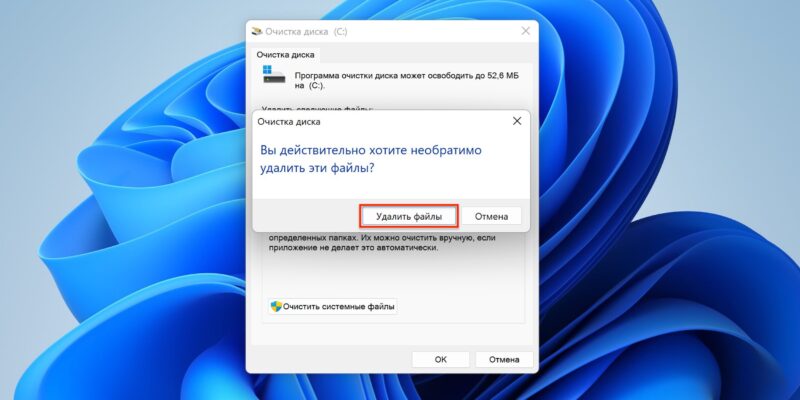 Очистка диска (C:)
Очистка диска
Программа очистки диска может освободить до 52,6 МБ
на (C:).
Удалить следующие файлы:
Очистка диска
Вы действительно хотите необратимо
удалить эти файлы?
Удалить файлы
Отмена
определенных папках. Их можно очистить вручную, если
приложение не делает это автоматически.
Очистить системные файлы
ОК
Отмена